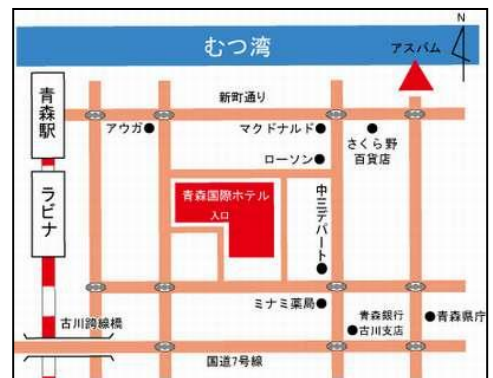 N
むつ湾
アスパム
青森駅
新町通り
アウガ
マクドナルド
さくら野
百貨店
ローソン
ラビナ
青森国際ホテル
入口
中三デパート
ミナミ薬局
青森銀行
古川支店
青森県庁
古川跨線橋
国道7号線